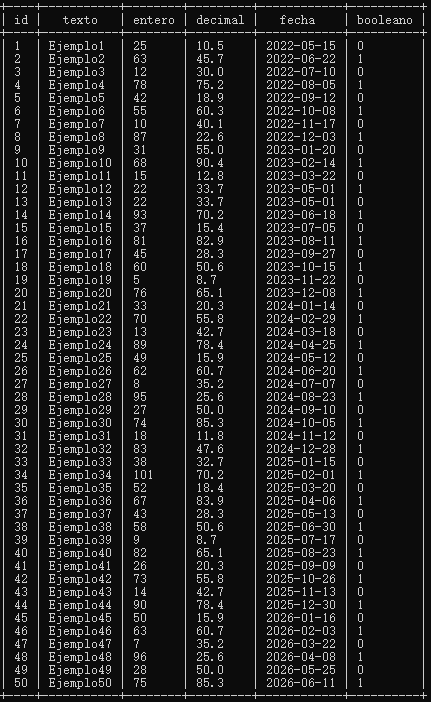 id | texto | entero | decimal | fecha | booleano
1 | Ejemplo1 | 25 | 10.5 | 2022-05-15 | 0
2 | Ejemplo2 | 63 | 45.7 | 2022-06-22 | 1
3 | Ejemplo3 | 12 | 30.0 | 2022-07-10 | 0
4 | Ejemplo4 | 78 | 75.2 | 2022-08-05 | 1
5 | Ejemplo5 | 42 | 18.9 | 2022-09-12 | 0
6 | Ejemplo6 | 55 | 60.3 | 2022-10-08 | 1
7 | Ejemplo7 | 10 | 40.1 | 2022-11-17 | 0
8 | Ejemplo8 | 87 | 22.6 | 2022-12-03 | 1
9 | Ejemplo9 | 31 | 55.0 | 2023-01-20 | 0
10 | Ejemplo10 | 68 | 90.4 | 2023-02-14 | 1
11 | Ejemplo11 | 15 | 12.8 | 2023-03-22 | 0
12 | Ejemplo12 | 22 | 33.7 | 2023-05-01 | 1
13 | Ejemplo13 | 22 | 33.7 | 2023-05-01 | 0
14 | Ejemplo14 | 93 | 70.2 | 2023-06-18 | 1
15 | Ejemplo15 | 37 | 15.4 | 2023-07-05 | 0
16 | Ejemplo16 | 81 | 82.9 | 2023-08-11 | 1
17 | Ejemplo17 | 45 | 28.3 | 2023-09-27 | 0
18 | Ejemplo18 | 60 | 50.6 | 2023-10-15 | 1
19 | Ejemplo19 | 5 | 8.7 | 2023-11-22 | 0
20 | Ejemplo20 | 76 | 65.1 | 2023-12-08 | 1
21 | Ejemplo21 | 33 | 20.3 | 2024-01-14 | 0
22 | Ejemplo22 | 70 | 55.8 | 2024-02-29 | 1
23 | Ejemplo23 | 13 | 42.7 | 2024-03-18 | 0
24 | Ejemplo24 | 89 | 78.4 | 2024-04-25 | 1
25 | Ejemplo25 | 49 | 15.9 | 2024-05-12 | 0
26 | Ejemplo26 | 62 | 60.7 | 2024-06-20 | 1
27 | Ejemplo27 | 8 | 35.2 | 2024-07-07 | 0
28 | Ejemplo28 | 95 | 25.6 | 2024-08-23 | 1
29 | Ejemplo29 | 27 | 50.0 | 2024-09-10 | 0
30 | Ejemplo30 | 74 | 85.3 | 2024-10-05 | 1
31 | Ejemplo31 | 18 | 11.8 | 2024-11-12 | 0
32 | Ejemplo32 | 83 | 47.6 | 2024-12-28 | 1
33 | Ejemplo33 | 38 | 32.7 | 2025-01-15 | 0
34 | Ejemplo34 | 101 | 70.2 | 2025-02-01 | 1
35 | Ejemplo35 | 52 | 18.4 | 2025-03-20 | 0
36 | Ejemplo36 | 67 | 83.9 | 2025-04-06 | 1
37 | Ejemplo37 | 43 | 28.3 | 2025-05-13 | 0
38 | Ejemplo38 | 58 | 50.6 | 2025-06-30 | 1
39 | Ejemplo39 | 9 | 8.7 | 2025-07-17 | 0
40 | Ejemplo40 | 82 | 65.1 | 2025-08-23 | 1
41 | Ejemplo41 | 26 | 20.3 | 2025-09-09 | 0
42 | Ejemplo42 | 73 | 55.8 | 2025-10-26 | 1
43 | Ejemplo43 | 14 | 42.7 | 2025-11-13 | 0
44 | Ejemplo44 | 90 | 78.4 | 2025-12-30 | 1
45 | Ejemplo45 | 50 | 15.9 | 2026-01-16 | 0
46 | Ejemplo46 | 63 | 60.7 | 2026-02-03 | 1
47 | Ejemplo47 | 7 | 35.2 | 2026-03-22 | 0
48 | Ejemplo48 | 96 | 25.6 | 2026-04-08 | 1
49 | Ejemplo49 | 28 | 50.0 | 2026-05-25 | 0
50 | Ejemplo50 | 75 | 85.3 | 2026-06-11 | 1